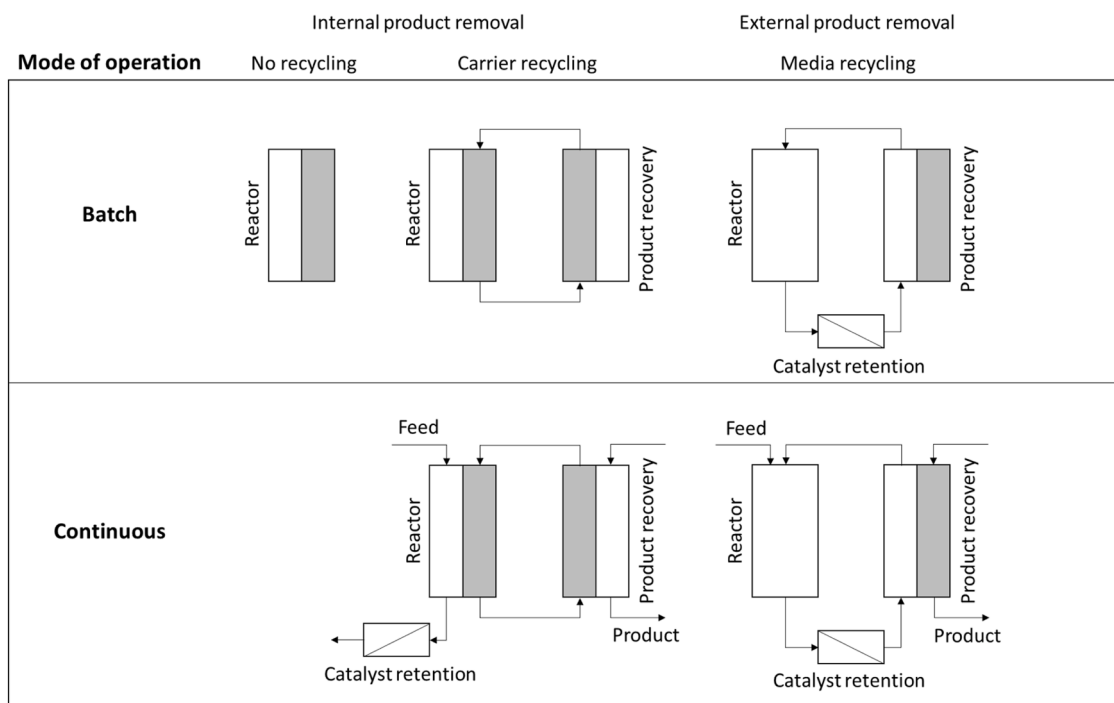 Internal product removal
External product removal
Mode of operation
No recycling
Carrier recycling
Media recycling
Batch
Reactor
Reactor
Product recovery
Reactor
Product recovery
Catalyst retention
Continuous
Feed
Reactor
Product recovery
Product
Catalyst retention
Feed
Reactor
Product recovery
Product
Catalyst retention